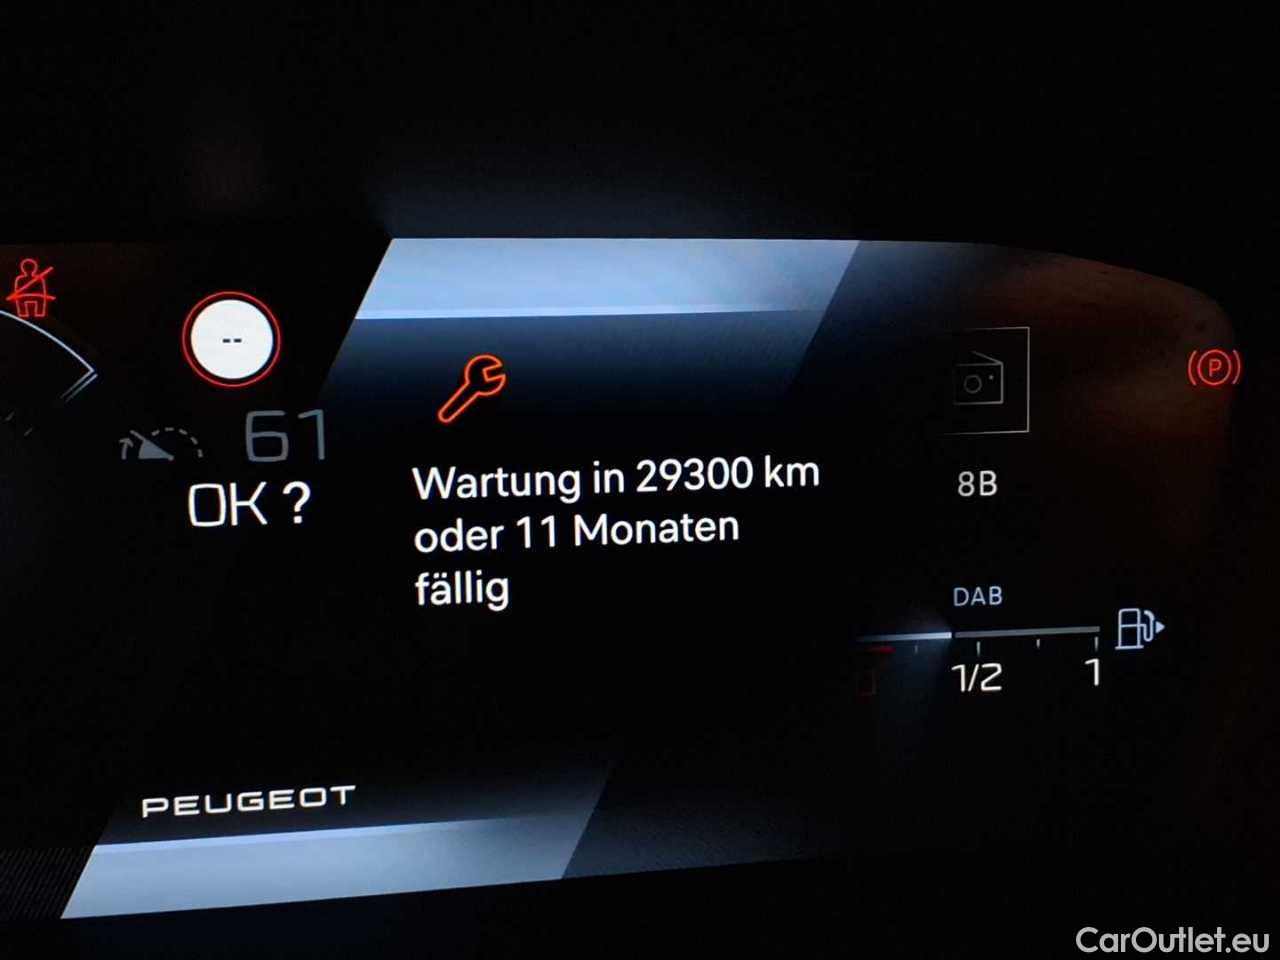 --
61
OK ?
Wartung in 29300 km
oder 11 Monaten
fällig
P
8B
DAB
1/2
1
PEUGEOT
CarOutlet.eu